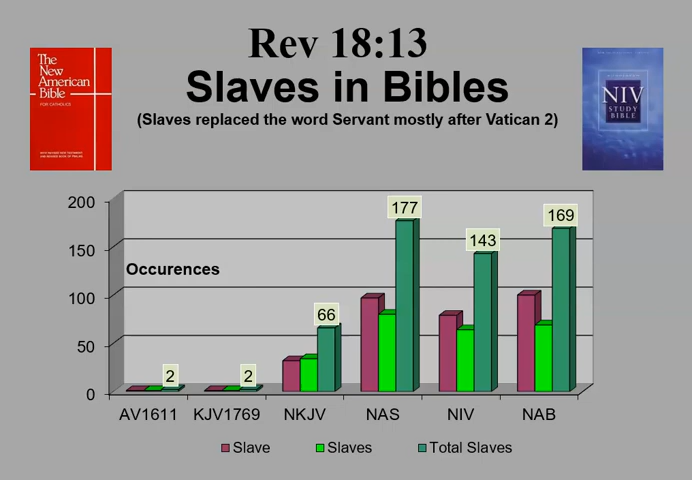 Rev 18:13
Slaves in Bibles
(Slaves replaced the word Servant mostly after Vatican 2)
The
New
American
Bible
FOR CATHOLICS
NIV
STUDY
BIBLE
200
150
100
50
0
Occurences
2
2
66
177
143
169
AV1611
KJV1769
NKJV
NAS
NIV
NAB
Slave
Slaves
Total Slaves